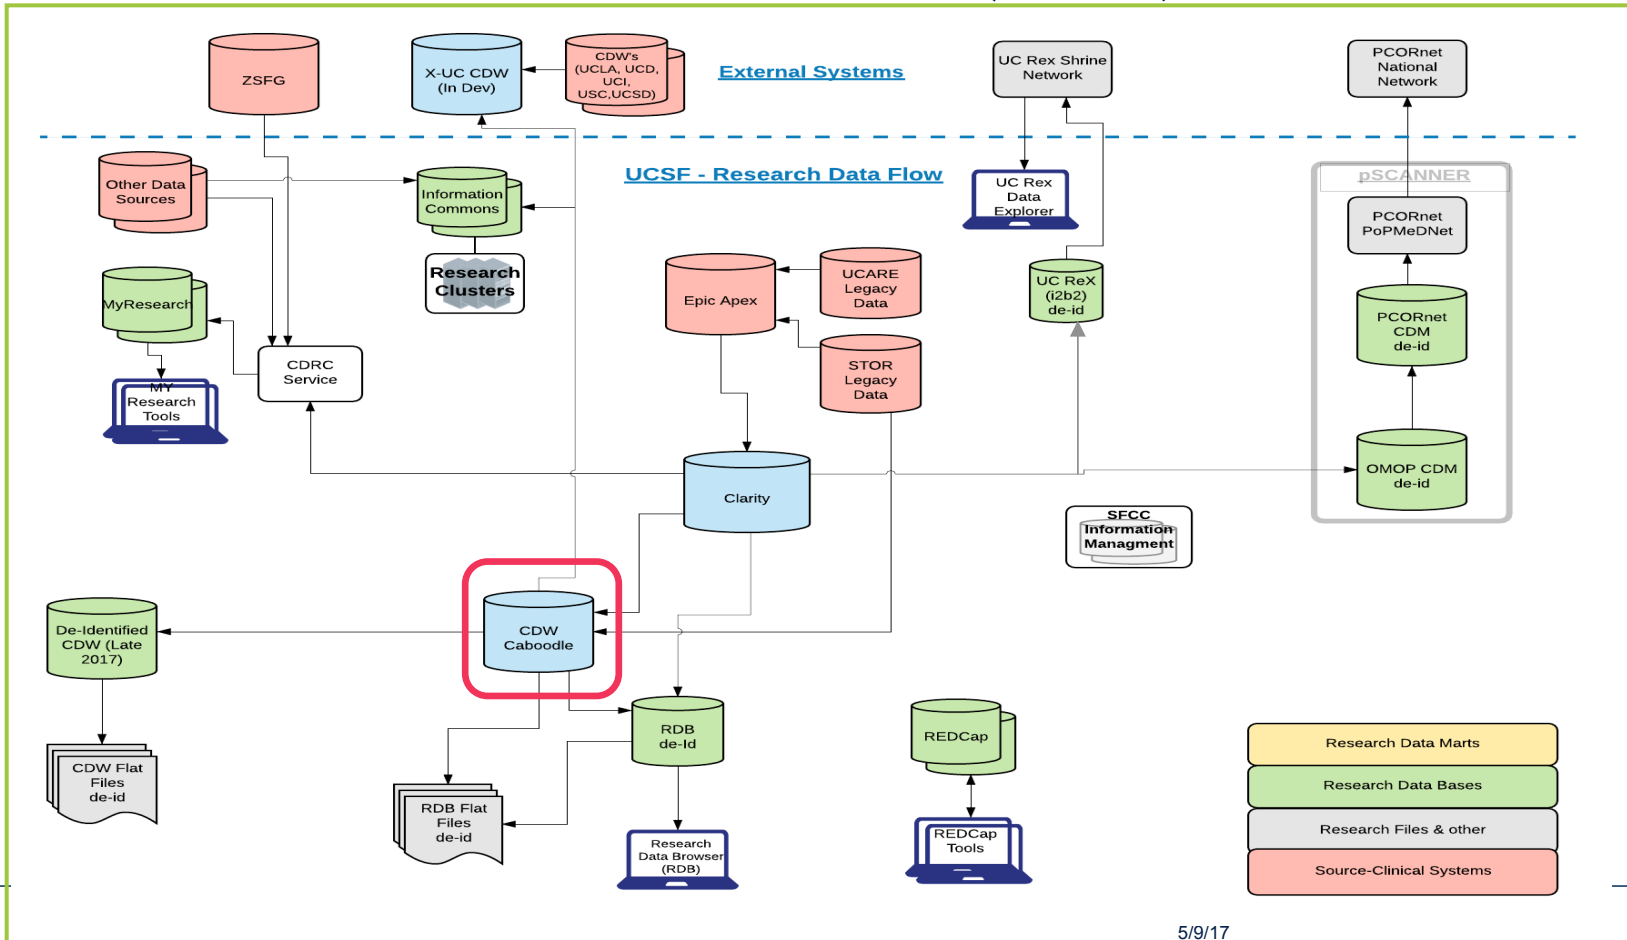 ZSFG
X-UC CDW
(In Dev)
CDW's
(UCLA, UCD,
UCI,
USC,UCSD)
External Systems
UC Rex Shrine
Network
PCORnet
National
Network
UCSF - Research Data Flow
Other Data
Sources
Information
Commons
UC Rex
Data
Explorer
pSCANNER
PCORnet
PoPMeDNet
Research
Clusters
MyResearch
Epic Apex
UCARE
Legacy
Data
UC ReX
(i2b2)
de-id
PCORnet
CDM
de-id
CDRC
Service
STOR
Legacy
Data
MY
Research
Tools
Clarity
OMOP CDM
de-id
SFCC
Information
Managment
De-Identified
CDW (Late
2017)
CDW
Caboodle
RDB
de-Id
REDCap
CDW Flat
Files
de-id
RDB Flat
Files
de-id
Research
Data Browser
(RDB)
REDCap
Tools
Research Data Marts
Research Data Bases
Research Files & other
Source-Clinical Systems
5/9/17